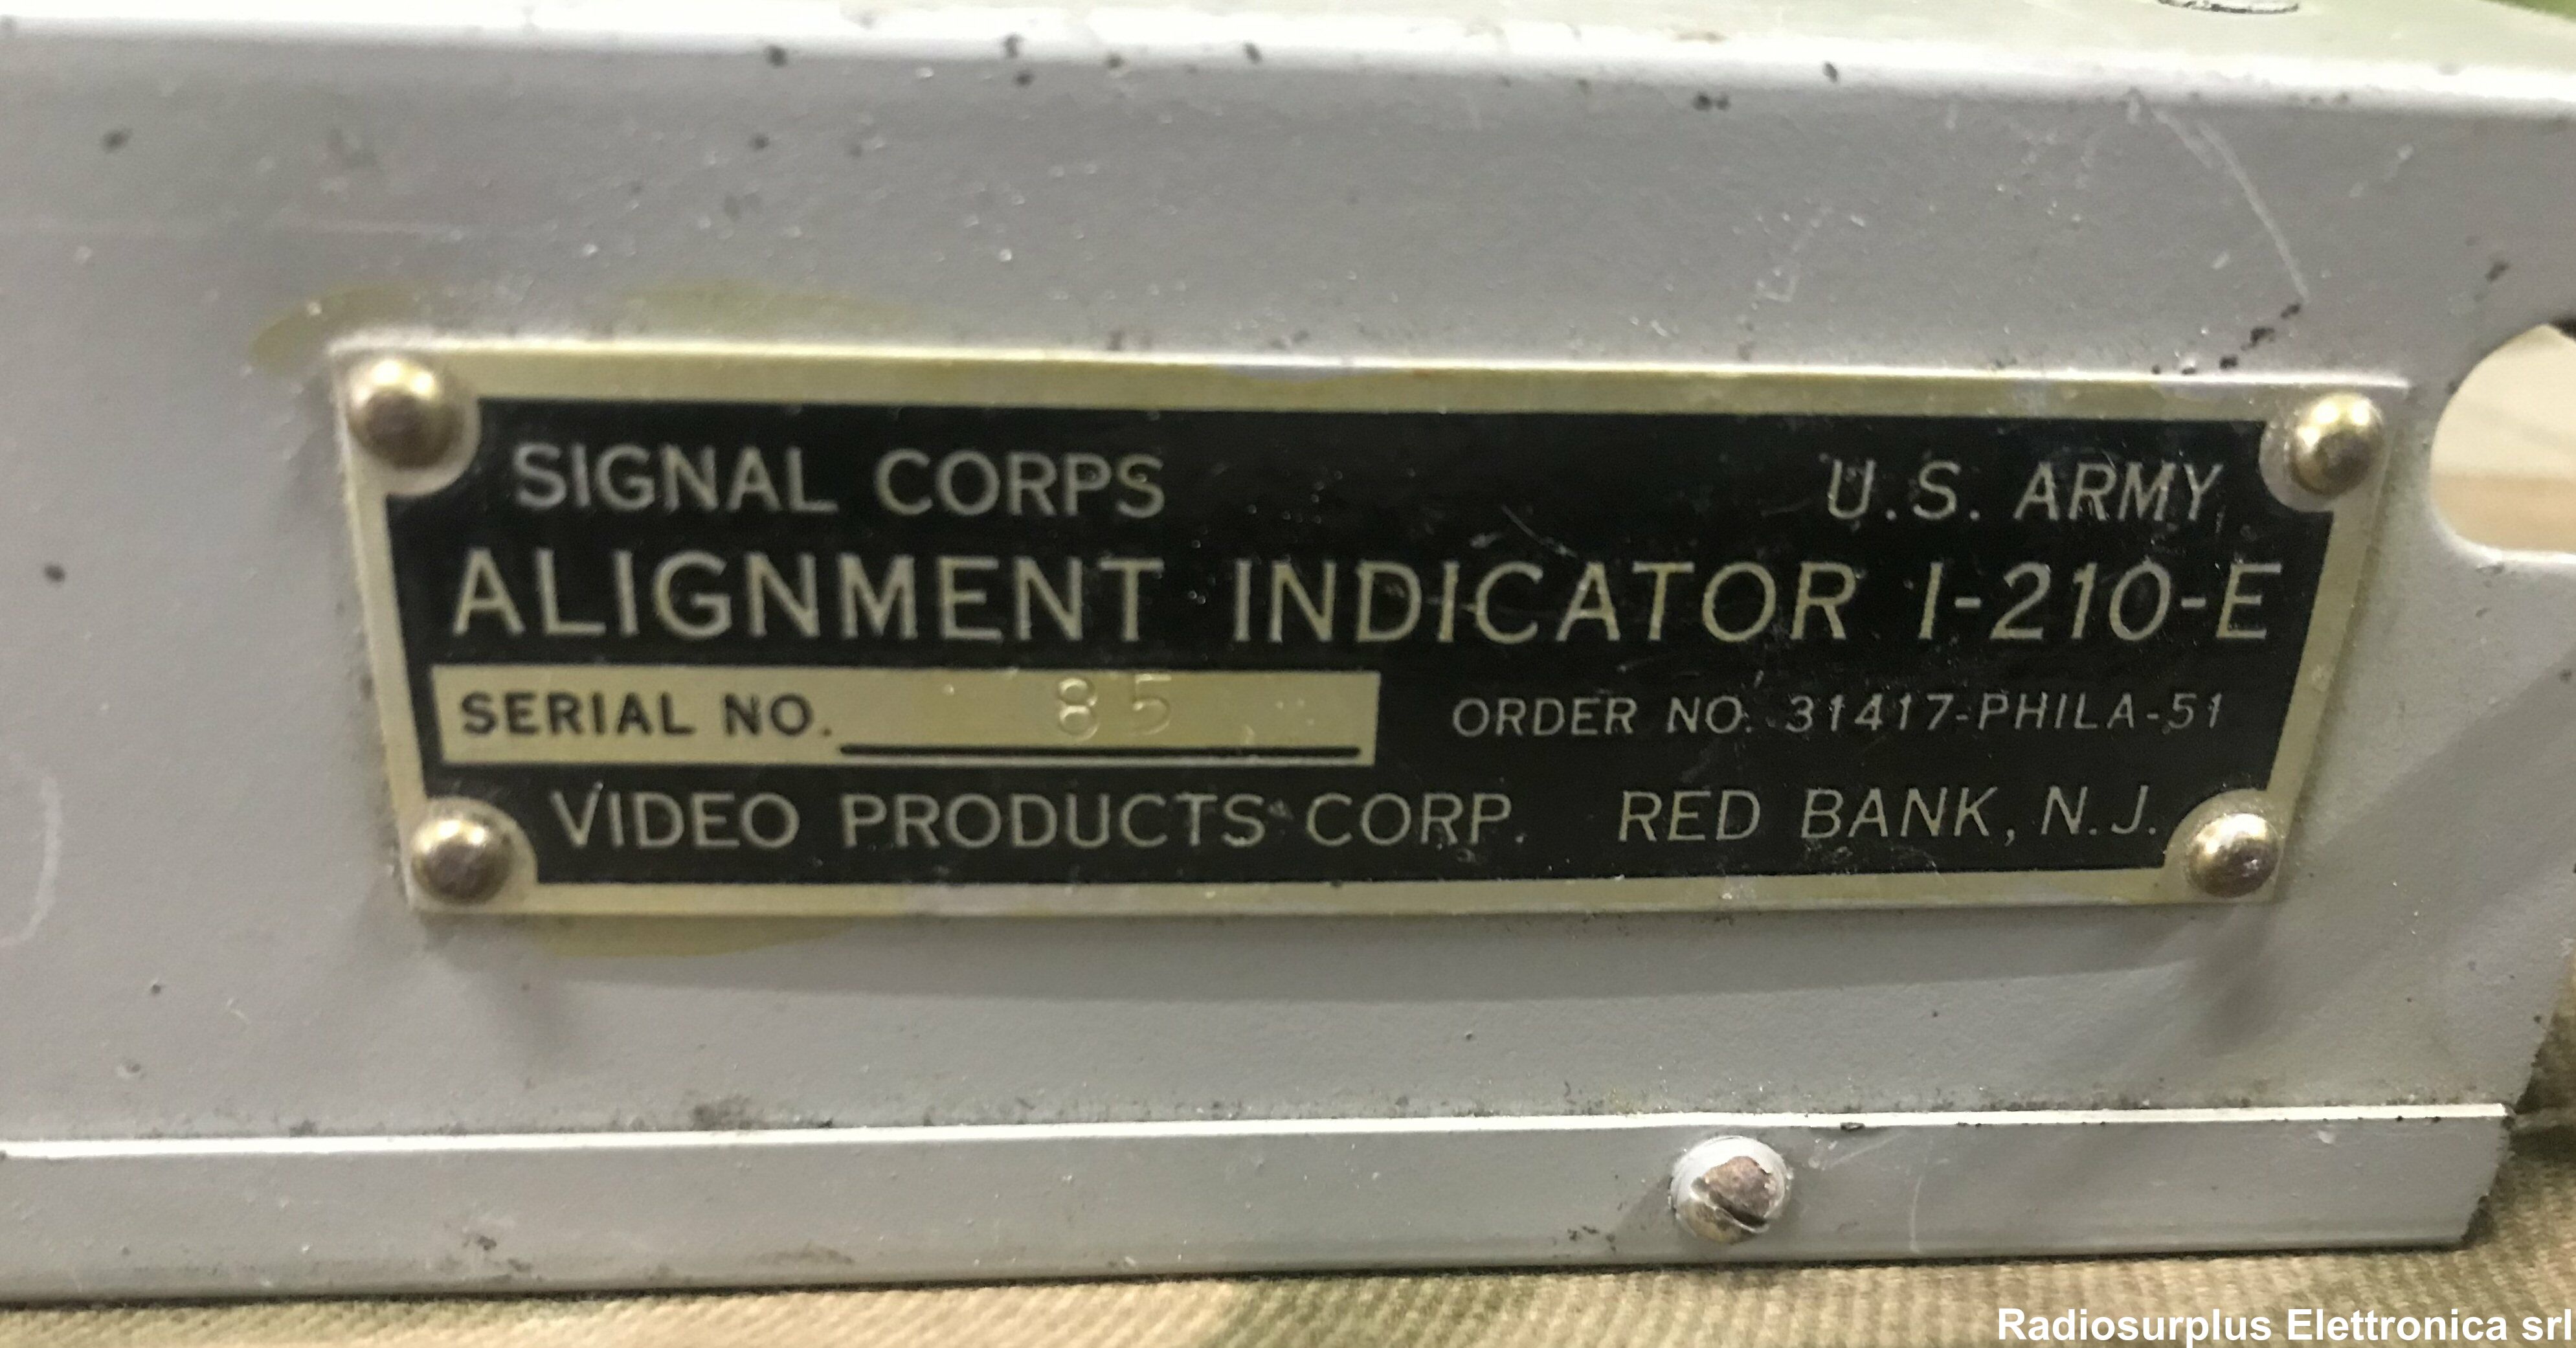 SIGNAL CORPS U.S. ARMY
ALIGNMENT INDICATOR I-210-E
SERIAL NO. 85 ORDER NO. 31417-PHILA-51
VIDEO PRODUCTS CORP. RED BANK, N.J.
Radiosurplus Elettronica srl